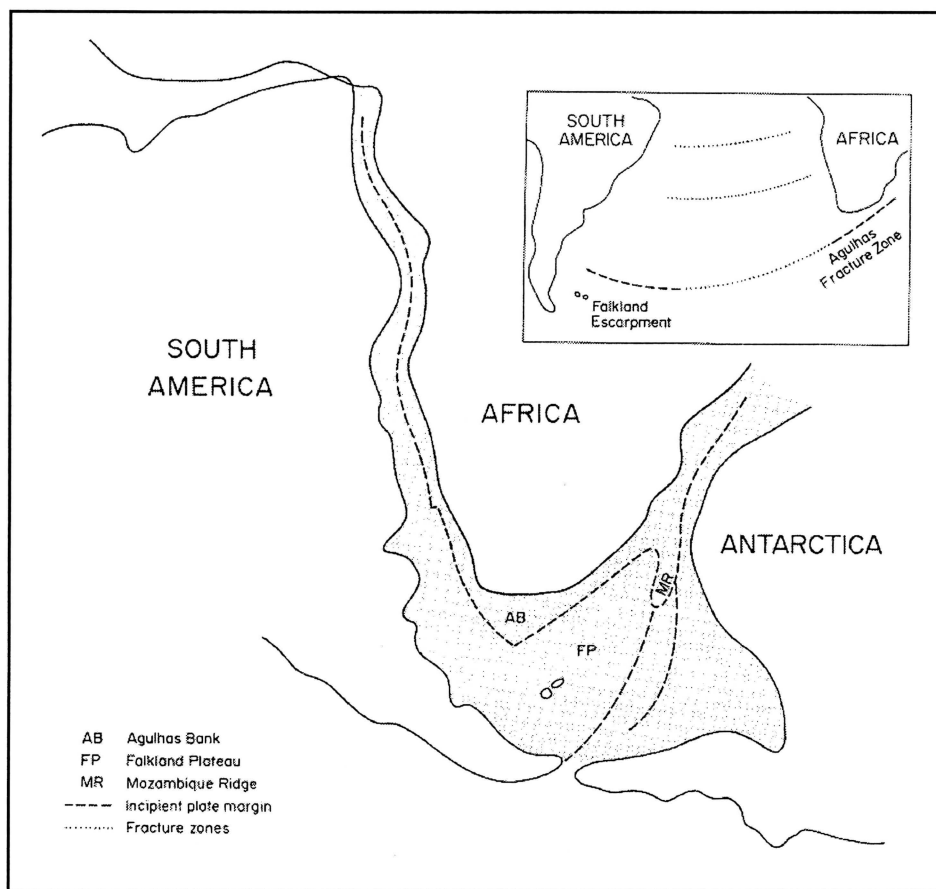 SOUTH
AMERICA
AFRICA
Agulhas
Fracture Zone
Falkland
Escarpment
SOUTH
AMERICA
AFRICA
ANTARCTICA
MR
AB
FP
AB Agulhas Bank
FP Falkland Plateau
MR Mozambique Ridge
Incipient plate margin
Fracture zones